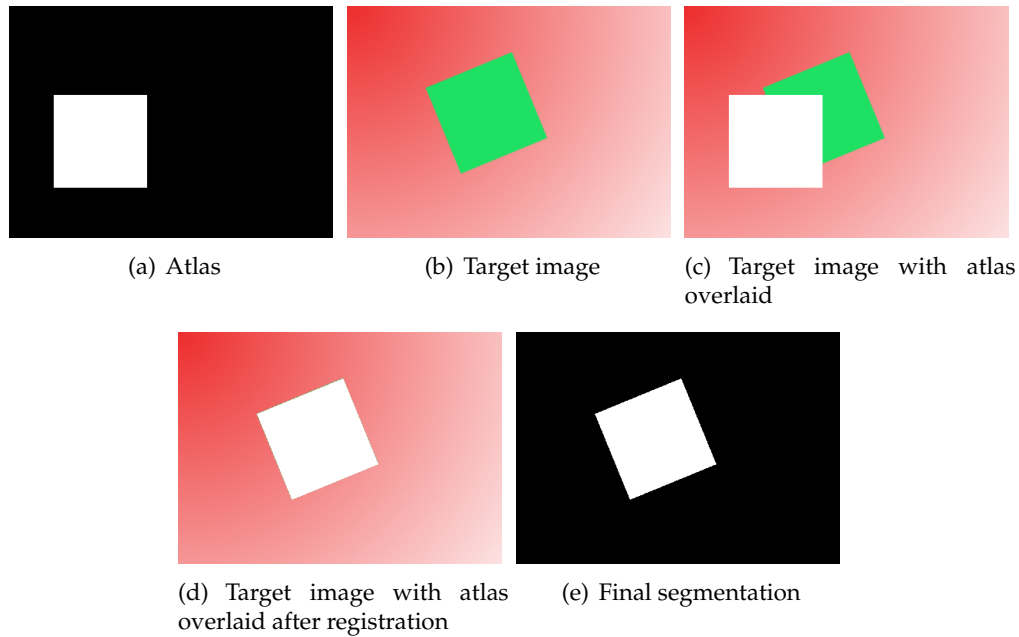 (a) Atlas
(b) Target image
(c) Target image with atlas
overlaid
(d) Target image with atlas
overlaid after registration
(e) Final segmentation